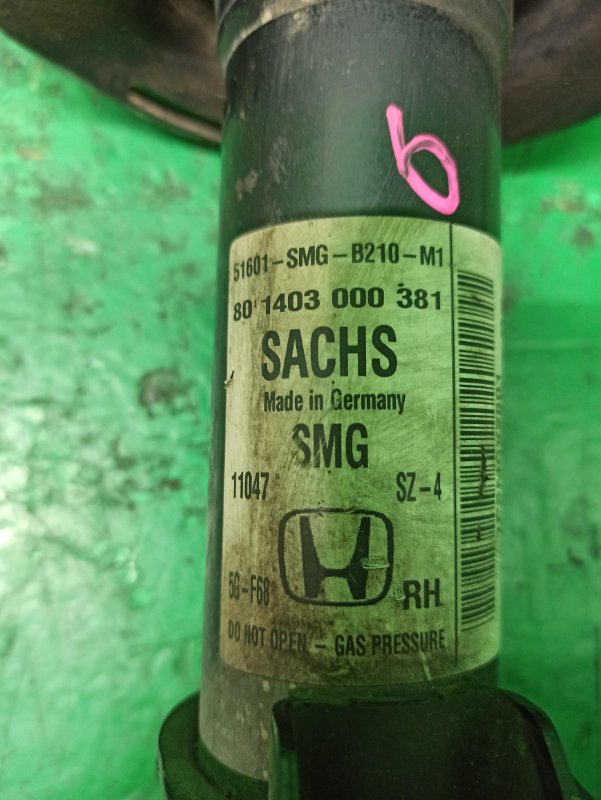 6
51601-SMG-B210-M1
80 1403 000 381
SACHS
Made in Germany
SMG
11047 SZ-4
5G-F68 RH
DO NOT OPEN - GAS PRESSURE